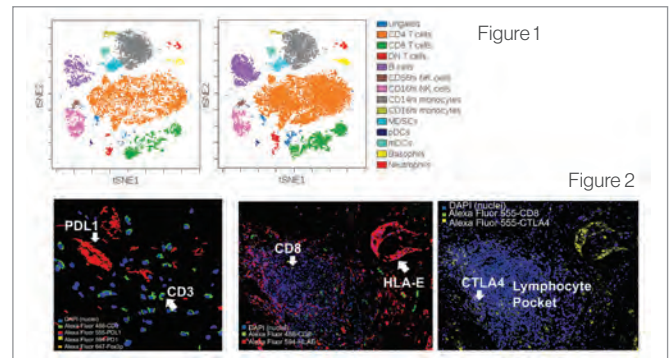 Figure 1
tSNE2
tSNE1
tSNE2
tSNE1
ungated
CD4 T cells
CD8 T cells
DN T cells
B-cells
CD56hi NK cells
CD16hi NK cells
CD14hi monocytes
CD16hi monocytes
MDSCs
pDCs
mDCs
Basophils
Neutrophils
Figure 2
PDL1
CD3
DAPI (nuclei)
CD8
HLA-E
DAPI (nuclei)
DAPI (nuclei)
Alexa Fluor 555-CD8
Alexa Fluor 555-CTLA4
CTLA4
Lymphocyte
Pocket